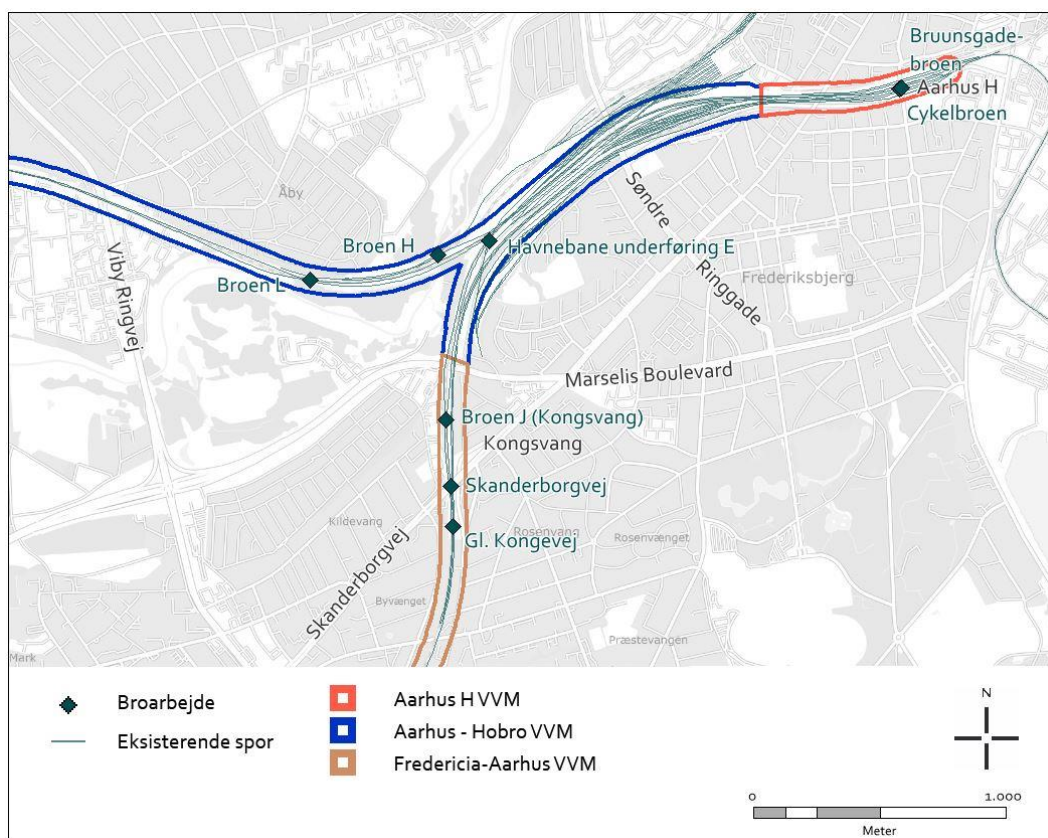 Bruunsgade-
broen
Aarhus H
Cykelbroen
Søndre
Ringgade
Åby
Broen H
Havnebane underføring E
Broen L
Viby Ringvej
Frederiksbjerg
Marselis Boulevard
Broen J (Kongsvang)
Kongsvang
Skanderborgvej
Kildevang
Rosenvang
Gl. Kongevej
Rosenvænget
Skanderborgvej
Byvænget
Præstevangen
Mark
Broarbejde
Eksisterende spor
Aarhus H VVM
Aarhus - Hobro VVM
Fredericia-Aarhus VVM
N
0
1.000
Meter